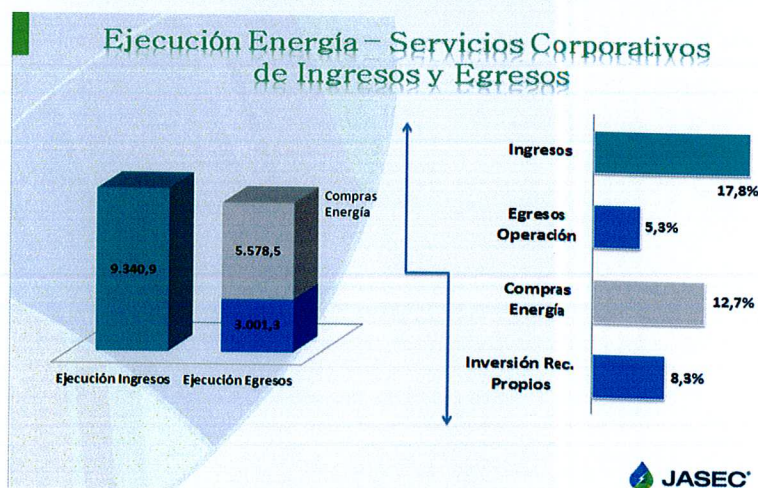 Ejecución Energía – Servicios Corporativos
de Ingresos y Egresos
Compras
Energía
5.578,5
9.340,9
3.001,3
Ejecución Ingresos
Ejecución Egresos
Ingresos
17,8%
Egresos
Operación
5,3%
Compras
Energía
12,7%
Inversión Rec.
Propios
8,3%
JASEC